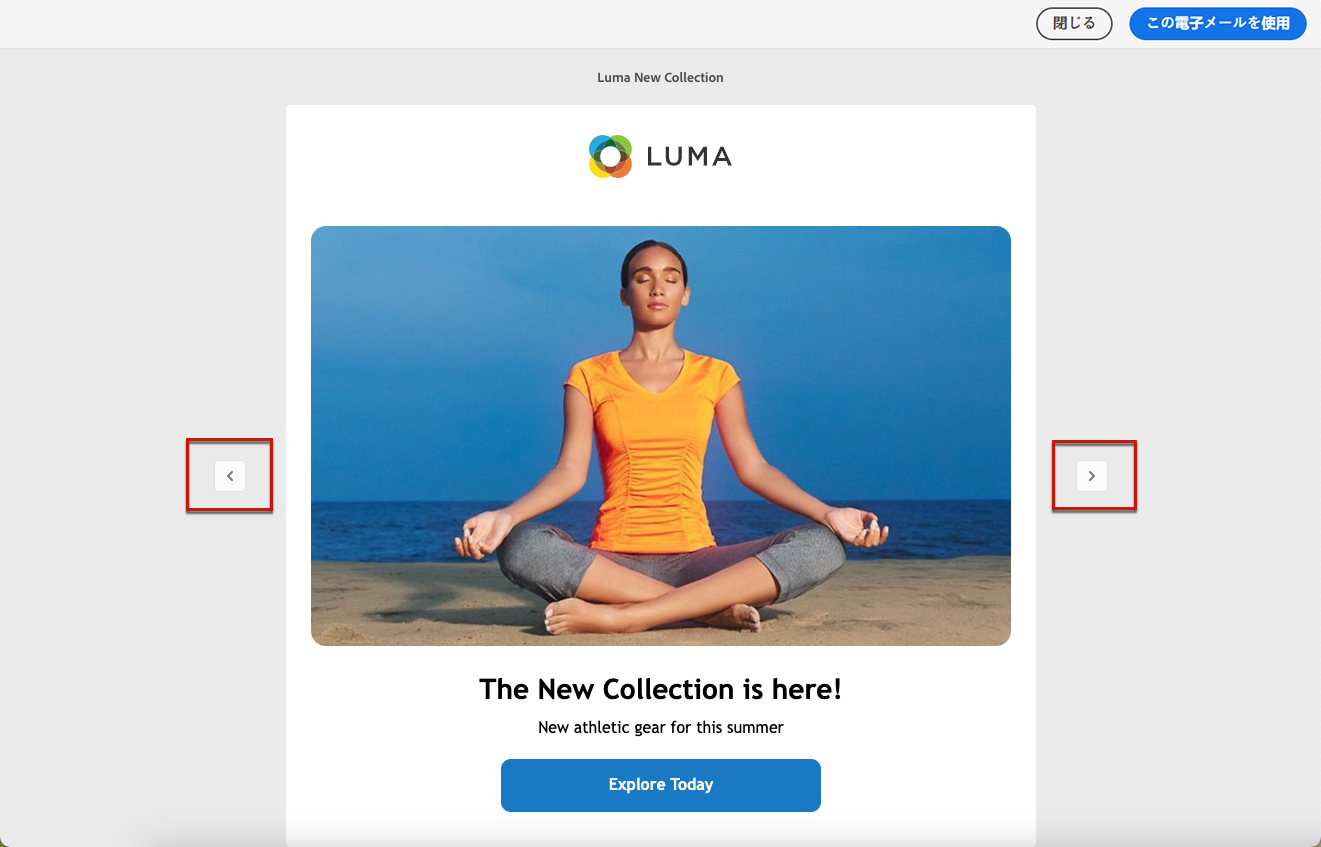 閉じる
この電子メールを使用
Luma New Collection
LUMA
The New Collection is here!
New athletic gear for this summer
Explore Today